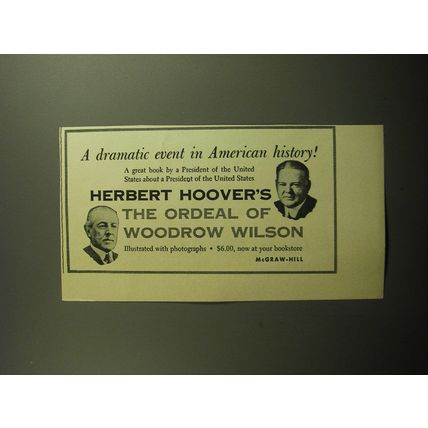 A dramatic event in American history!
A great book by a President of the United
States about a President of the United States
HERBERT HOOVER'S
THE ORDEAL OF
WOODROW WILSON
Illustrated with photographs • $6.00, now at your bookstore
McGRAW-HILL